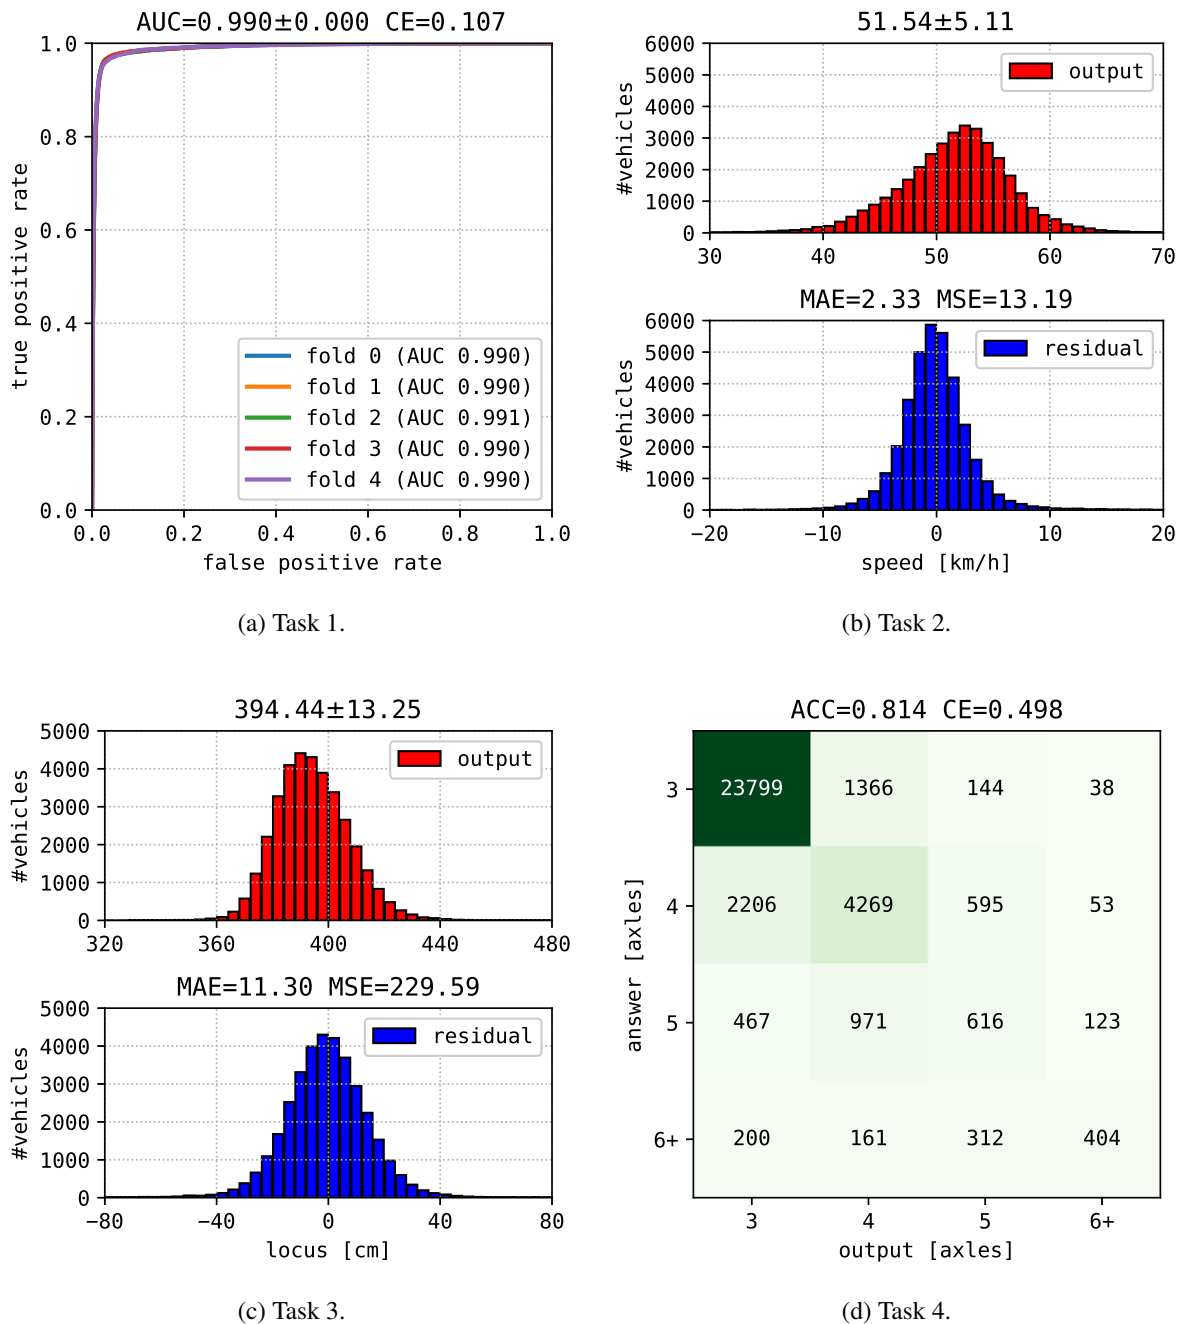 AUC=0.990±0.000 CE=0.107
1.0
0.8
0.6
0.4
0.2
0.0
true positive rate
fold 0 (AUC 0.990)
fold 1 (AUC 0.990)
fold 2 (AUC 0.991)
fold 3 (AUC 0.990)
fold 4 (AUC 0.990)
0.0 0.2 0.4 0.6 0.8 1.0
false positive rate
(a) Task 1.
51.54±5.11
6000
5000
4000
3000
2000
1000
0
#vehicles
output
30 40 50 60 70
MAE=2.33 MSE=13.19
6000
5000
4000
3000
2000
1000
0
#vehicles
residual
−20 −10 0 10 20
speed [km/h]
(b) Task 2.
394.44±13.25
5000
4000
3000
2000
1000
0
#vehicles
output
320 360 400 440 480
MAE=11.30 MSE=229.59
5000
4000
3000
2000
1000
0
#vehicles
residual
−80 −40 0 40 80
locus [cm]
(c) Task 3.
ACC=0.814 CE=0.498
answer [axles]
3 23799 1366 144 38
4 2206 4269 595 53
5 467 971 616 123
6+ 200 161 312 404
3 4 5 6+
output [axles]
(d) Task 4.